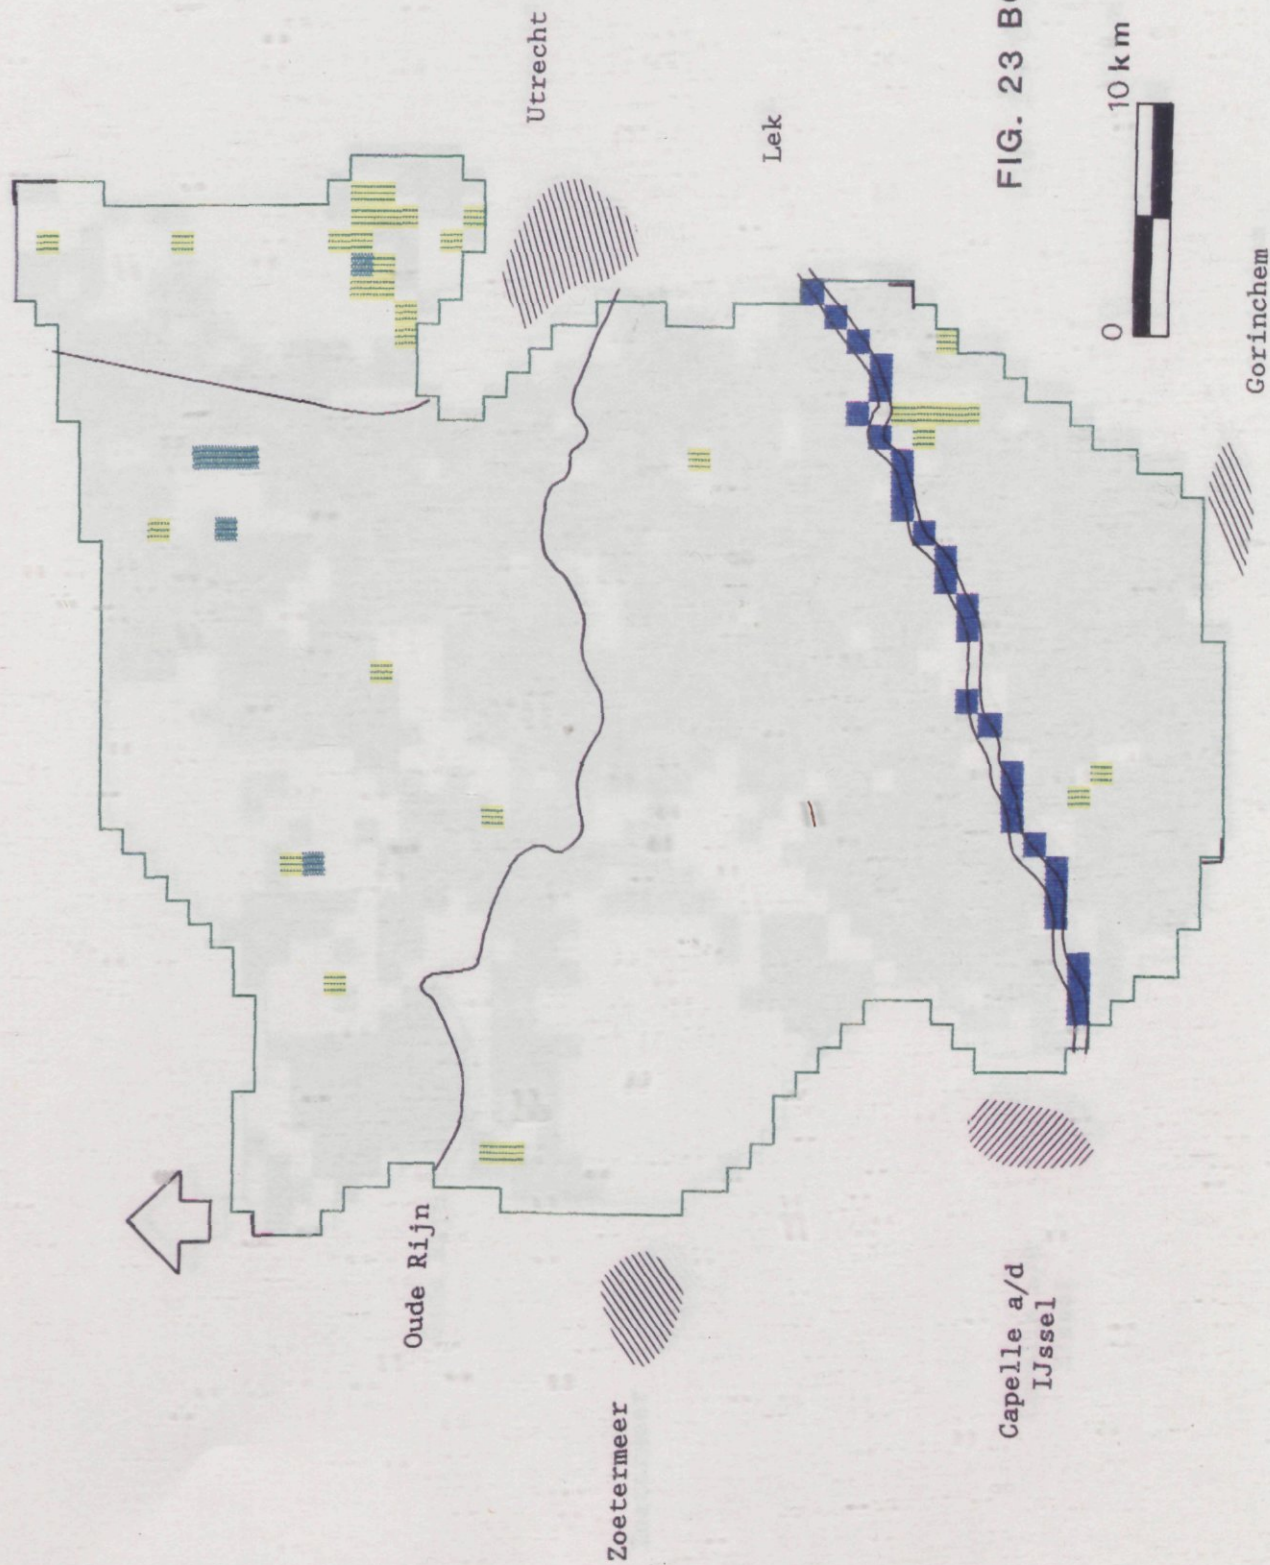 Utrecht
Lek
FIG. 23
0
10 km
Gorinchem
Oude Rijn
Zoetermeer
Capelle a/d
IJssel